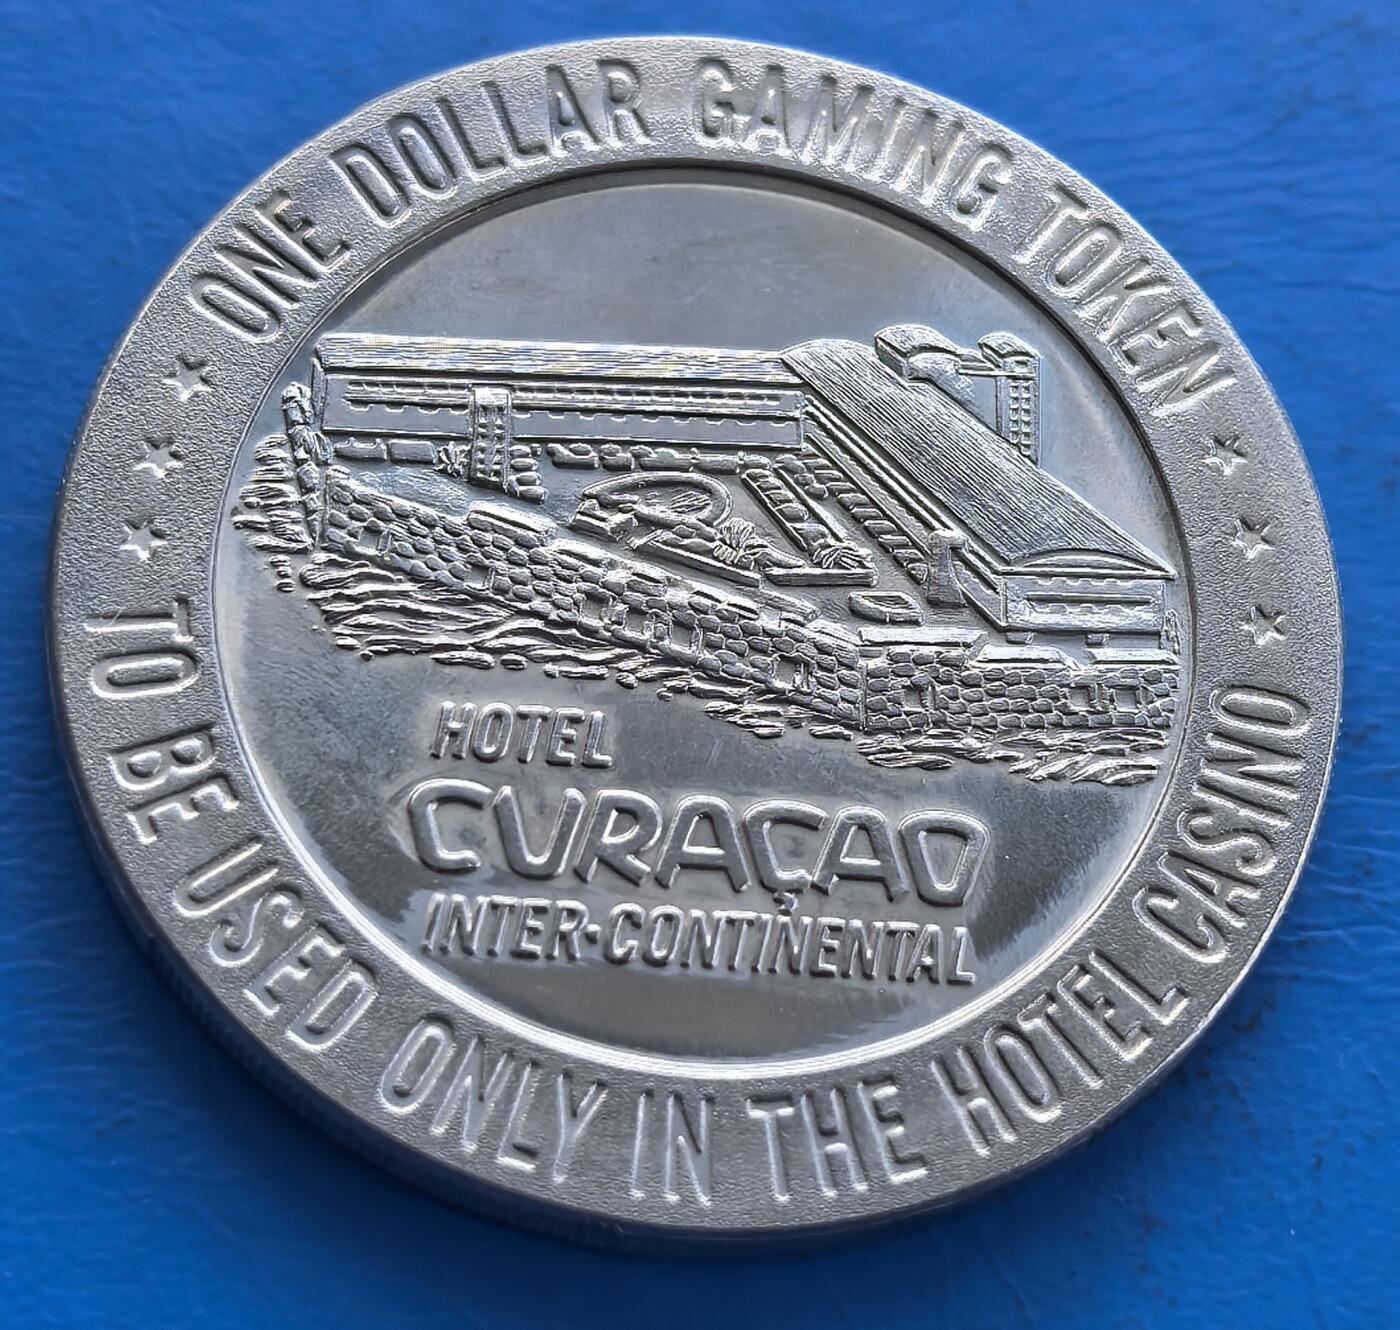 ONE DOLLAR GAMING TOKEN
HOTEL
CURAÇAO
INTER·CONTINENTAL
TO BE USED ONLY IN THE HOTEL CASINO